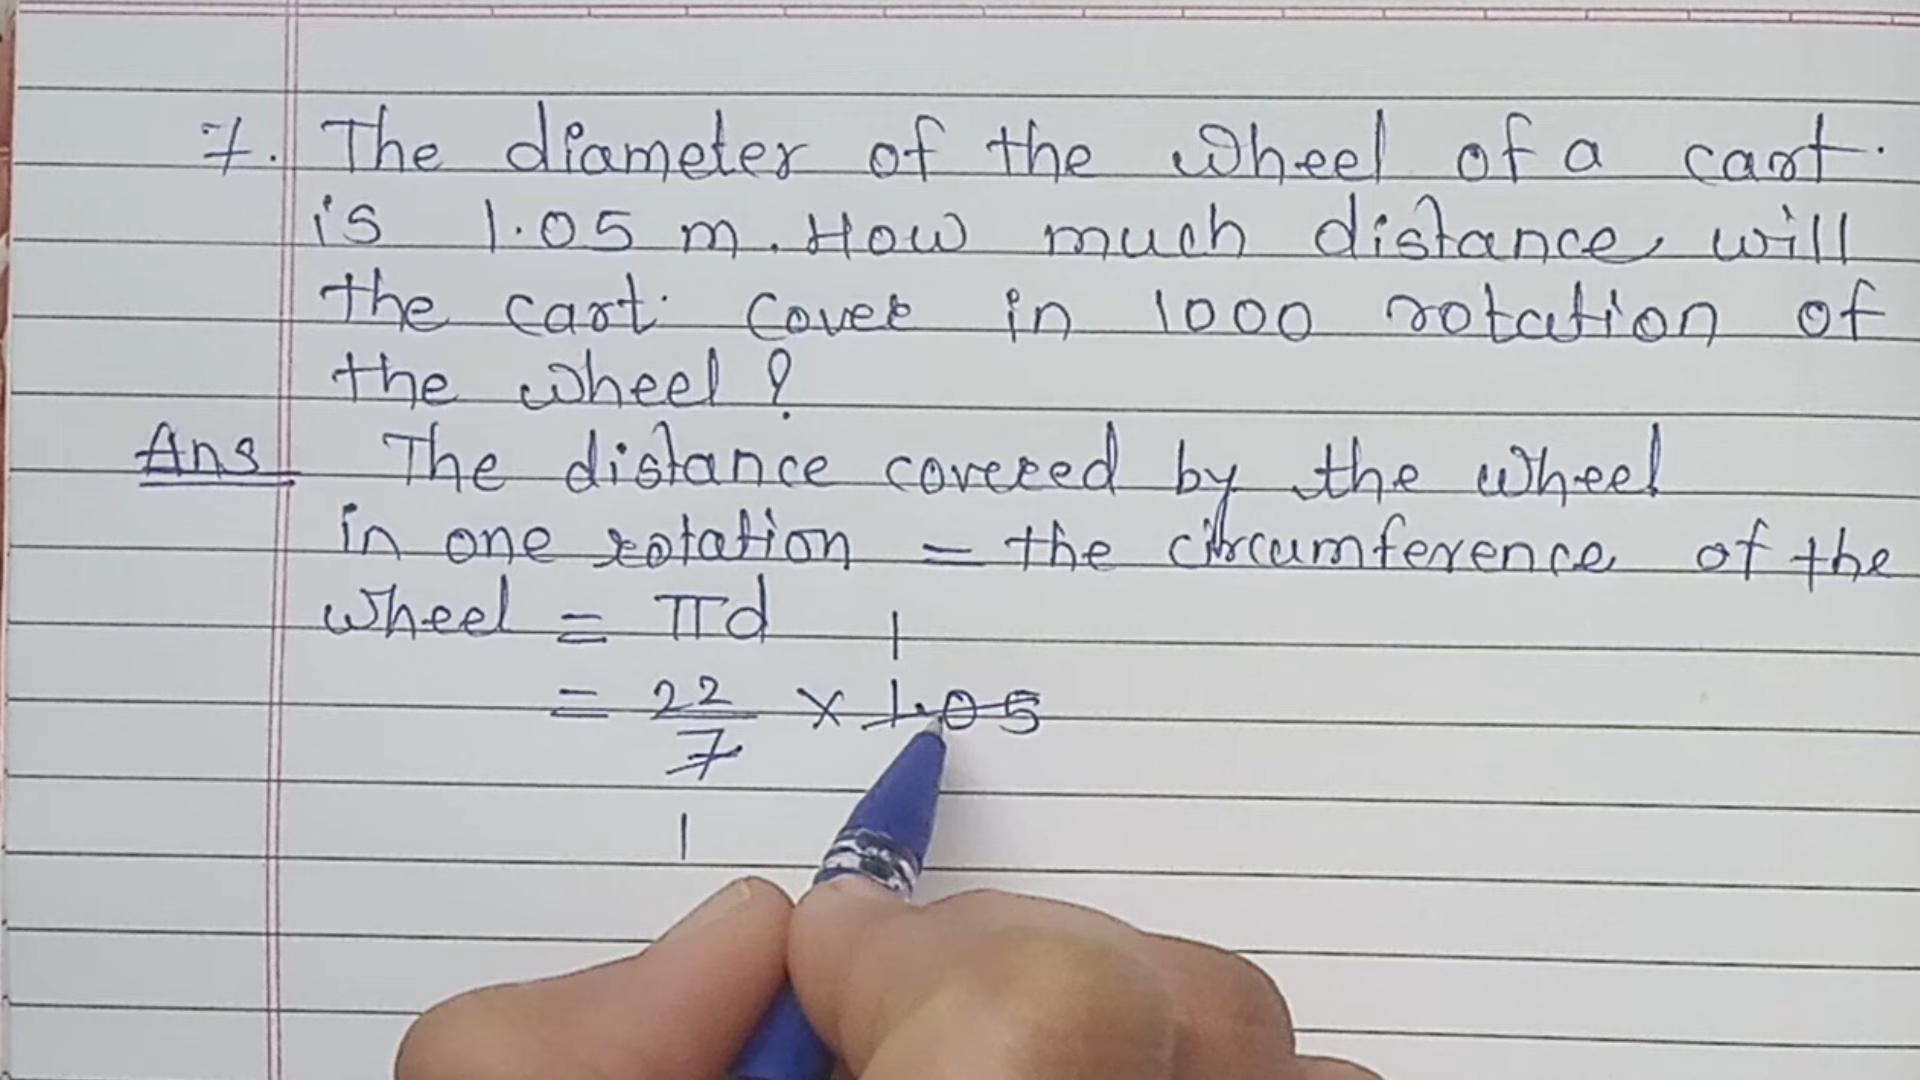 7. The diameter of the wheel of a cart
is 1.05 m. How much distance will
the cart cover in 1000 rotation of
the wheel?
Ans The distance covered by the wheel
in one rotation = the circumference of the
wheel = πd
1
= 22/7 × 1.05
1